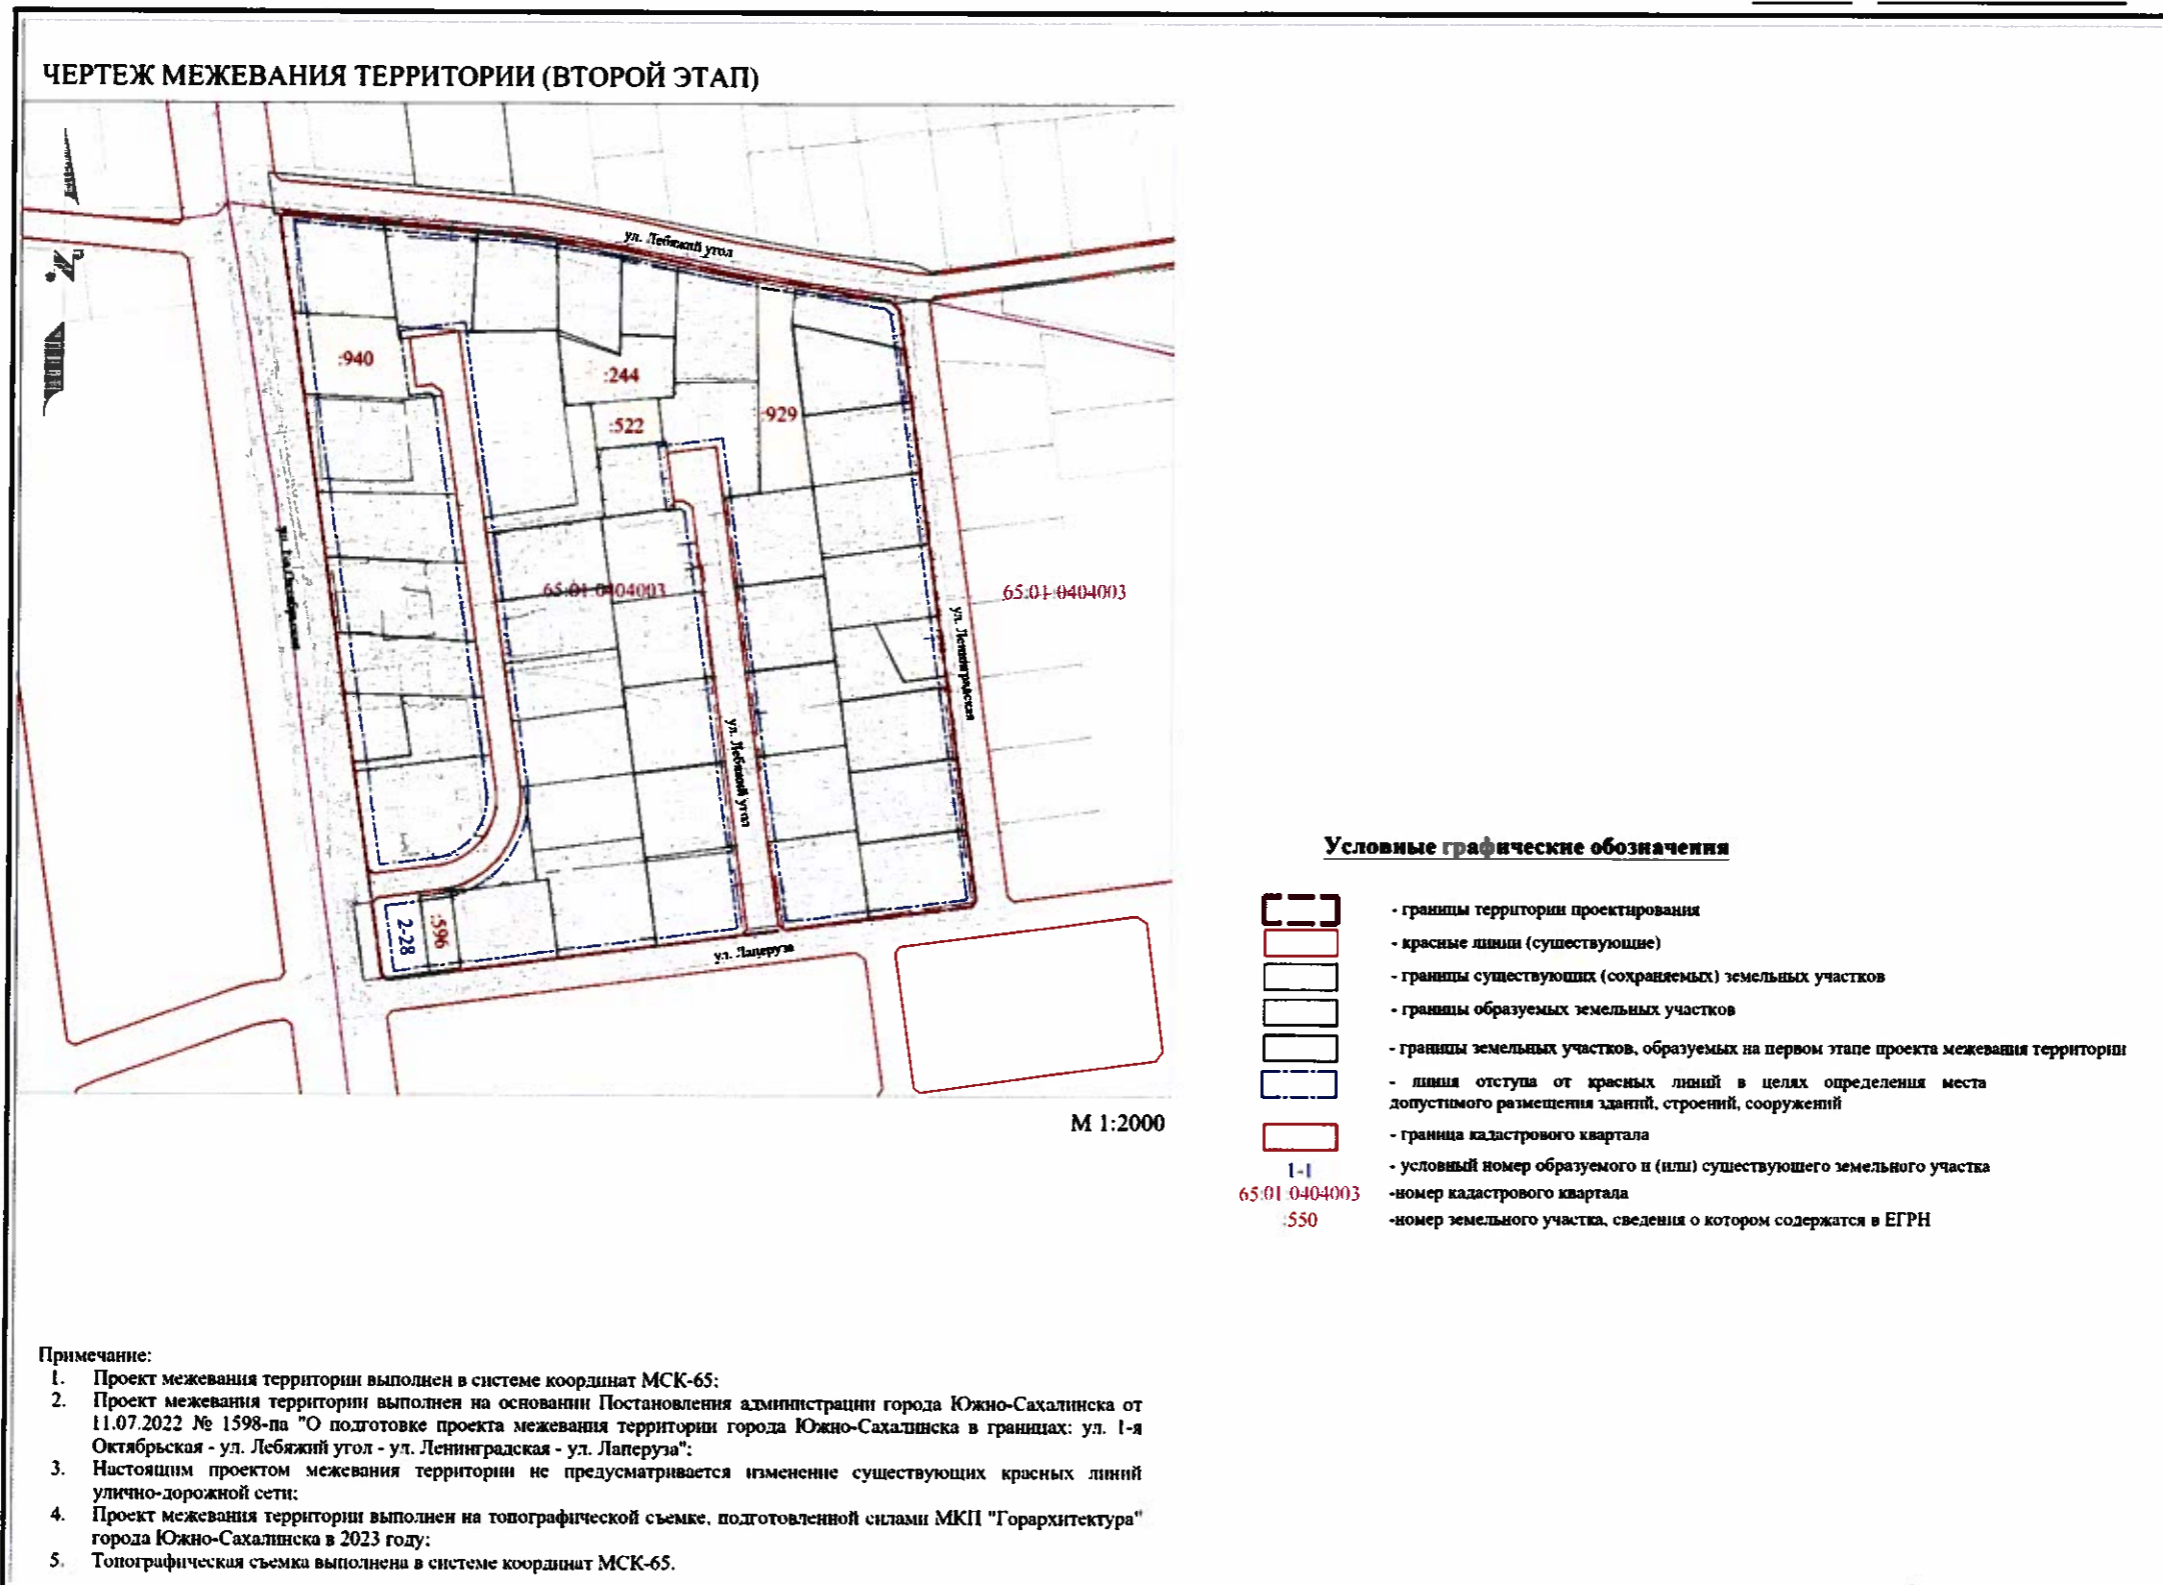 ЧЕРТЕЖ МЕЖЕВАНИЯ ТЕРРИТОРИИ (ВТОРОЙ ЭТАП)
ул. Лебяжий угол
:940
:244
:522
:929
65:01:0404003
65:01:0404003
ул. Ленинградская
ул. Лебяжий угол
2-28
:596
ул. Лаперуза
М 1:2000
Условные графические обозначения
- границы территории проектирования
- красные линии (существующие)
- границы существующих (сохраняемых) земельных участков
- границы образуемых земельных участков
- границы земельных участков, образуемых на первом этапе проекта межевания территории
- линия отступа от красных линий в целях определения места
допустимого размещения зданий, строений, сооружений
- граница кадастрового квартала
1-1 - условный номер образуемого и (или) существующего земельного участка
65:01:0404003 -номер кадастрового квартала
:550 -номер земельного участка, сведения о котором содержатся в ЕГРН
Примечание:
1. Проект межевания территории выполнен в системе координат МСК-65;
2. Проект межевания территории выполнен на основании Постановления администрации города Южно-Сахалинска от
11.07.2022 № 1598-па "О подготовке проекта межевания территории города Южно-Сахалинска в границах: ул. 1-я
Октябрьская - ул. Лебяжий угол - ул. Ленинградская - ул. Лаперуза";
3. Настоящим проектом межевания территории не предусматривается изменение существующих красных линий
улично-дорожной сети;
4. Проект межевания территории выполнен на топографической съемке, подготовленной силами МКП "Горархитектура"
города Южно-Сахалинска в 2023 году;
5. Топографическая съемка выполнена в системе координат МСК-65.